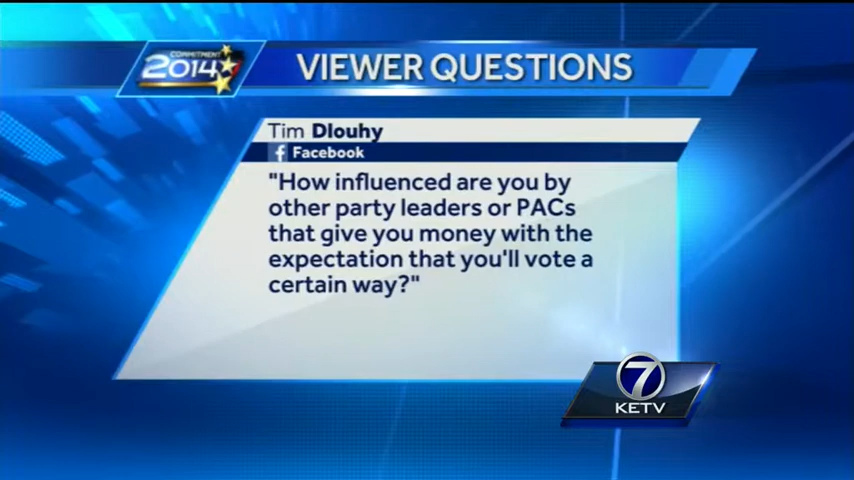 COMMITMENT
2014
VIEWER QUESTIONS
Tim Dlouhy
f Facebook
"How influenced are you by
other party leaders or PACs
that give you money with the
expectation that you'll vote a
certain way?"
7
KETV